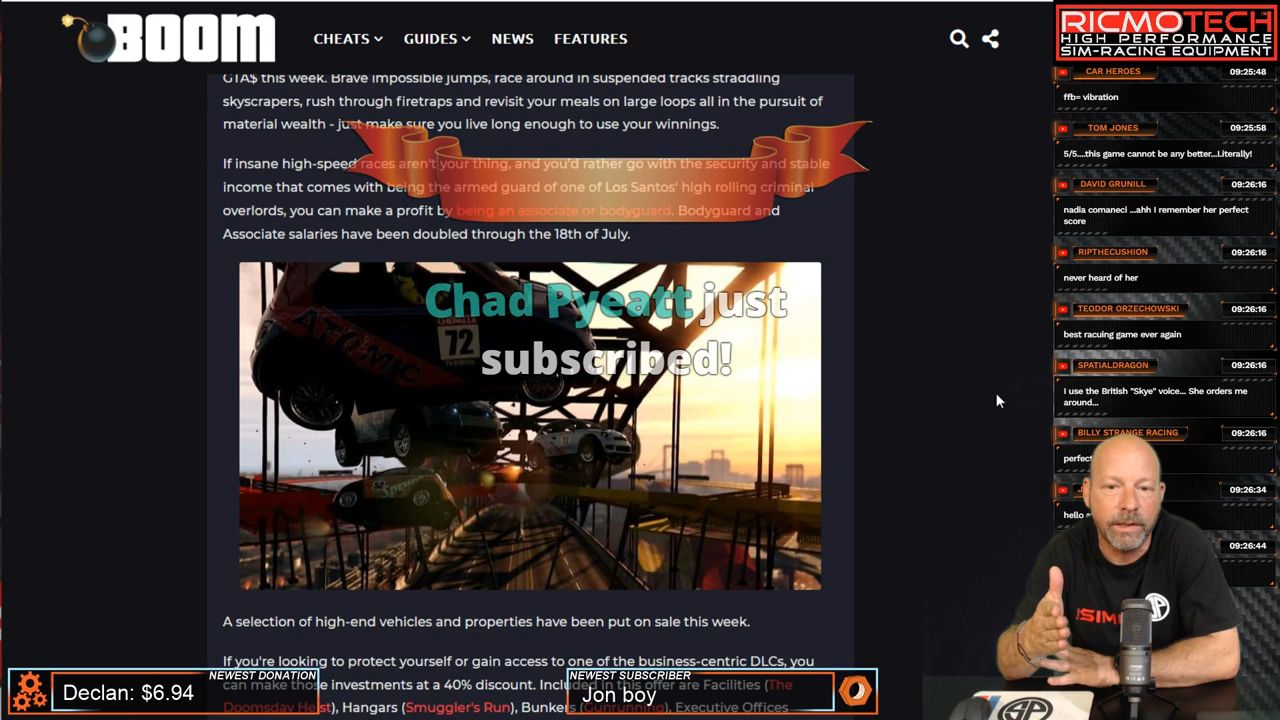 BOOM
CHEATS
GUIDES
NEWS
FEATURES
GTA$ this week. Brave impossible jumps, race around in suspended tracks straddling
skyscrapers, rush through firetraps and revisit your meals on large loops all in the pursuit of
material wealth - just make sure you live long enough to use your winnings.
If insane high-speed races aren't your thing, and you'd rather go with the security and stable
income that comes with being the armed guard of one of Los Santos' high rolling criminal
overlords, you can make a profit by being an associate or bodyguard. Bodyguard and
Associate salaries have been doubled through the 18th of July.
Chad Pyeatt just
subscribed!
72
A selection of high-end vehicles and properties have been put on sale this week.
If you're looking to protect yourself or gain access to one of the business-centric DLCs, you
can make those investments at a 40% discount. Included in this offer are Facilities (The
Doomsday Heist), Hangars (Smuggler's Run), Bunkers (Gunrunning), Executive Offices
NEWEST DONATION
Declan: $6.94
NEWEST SUBSCRIBER
Jon boy
RICMOTECH
HIGH PERFORMANCE
SIM-RACING EQUIPMENT
CAR HEROES 09:25:48
ffb= vibration
TOM JONES 09:25:58
5/5....this game cannot be any better...Literally!
DAVID GRUNILL 09:26:16
nadia comaneci ...ahh I remember her perfect
score
RIPTHECUSHION 09:26:16
never heard of her
TEODOR ORZECHOWSKI 09:26:16
best racuing game ever again
SPATIALDRAGON 09:26:16
I use the British "Skye" voice... She orders me
around...
BILLY STRANGE RACING 09:26:16
perfec
09:26:34
hello
09:26:44
SIM